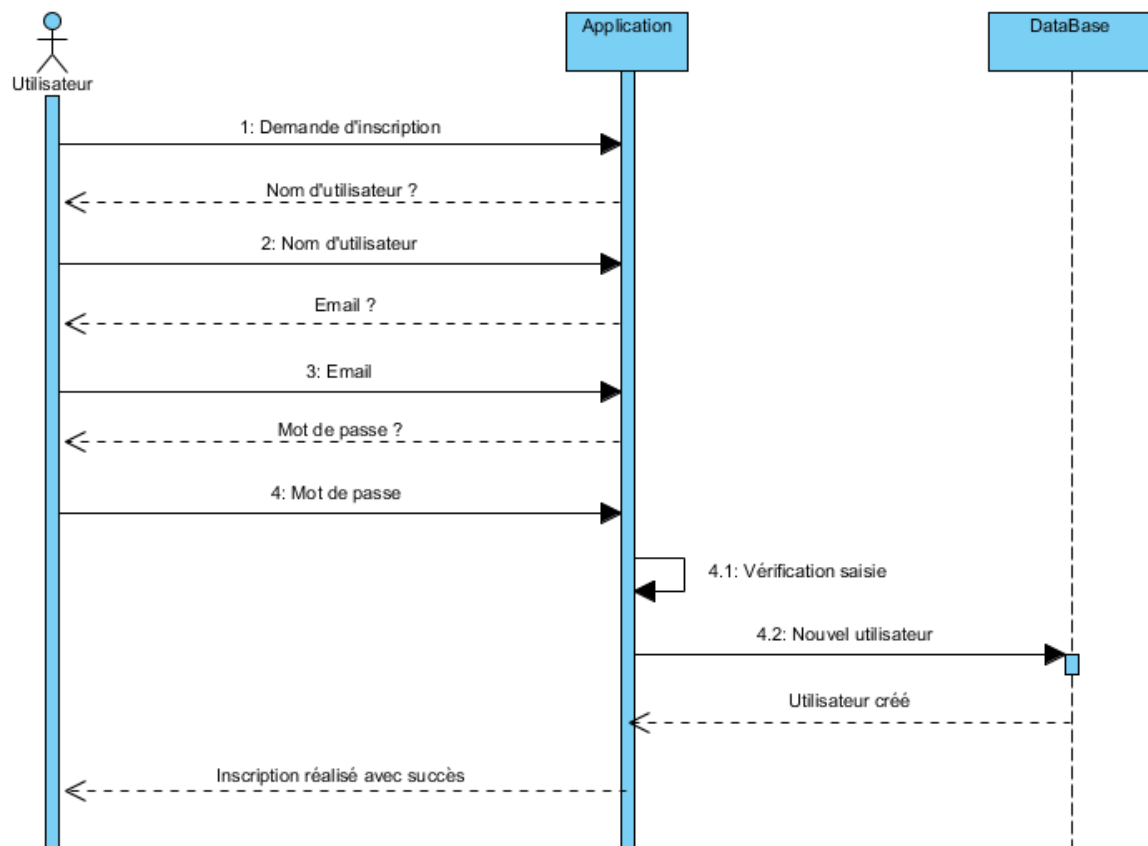 Application
DataBase
Utilisateur
1: Demande d'inscription
Nom d'utilisateur ?
2: Nom d'utilisateur
Email ?
3: Email
Mot de passe ?
4: Mot de passe
4.1: Vérification saisie
4.2: Nouvel utilisateur
Utilisateur créé
Inscription réalisé avec succès